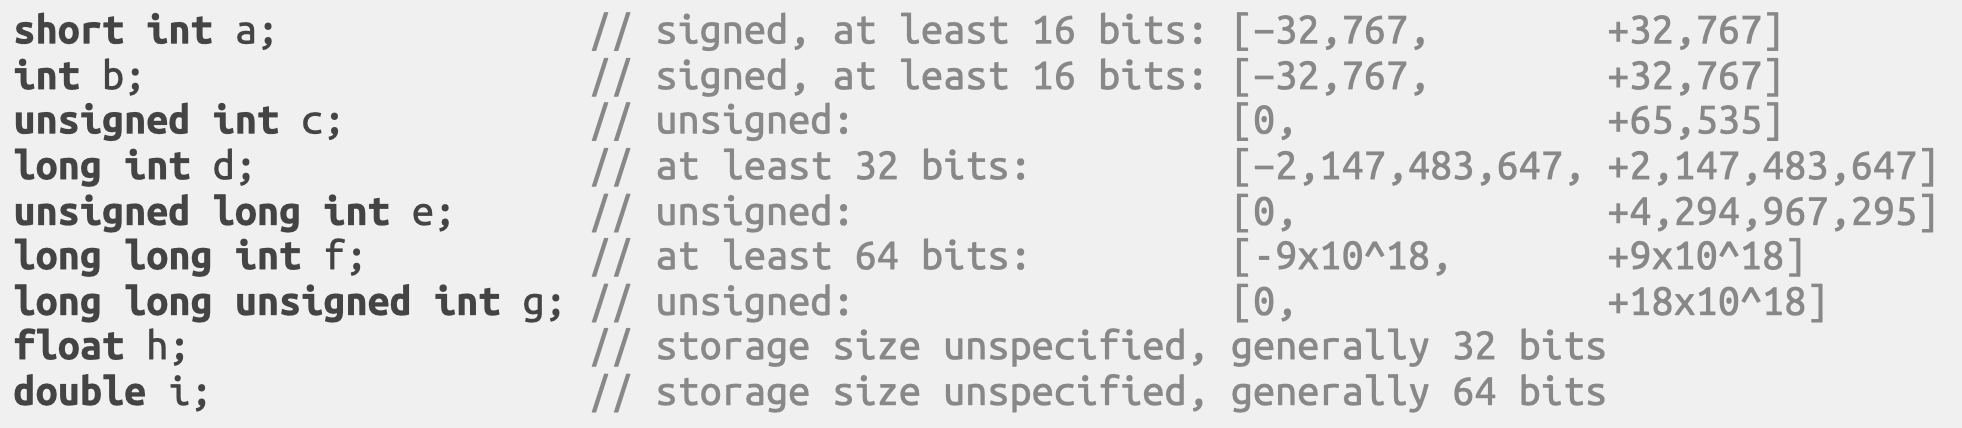 short int a;               // signed, at least 16 bits: [−32,767,        +32,767]
int b;                     // signed, at least 16 bits: [−32,767,        +32,767]
unsigned int c;            // unsigned:                 [0,              +65,535]
long int d;                // at least 32 bits:         [−2,147,483,647, +2,147,483,647]
unsigned long int e;       // unsigned:                 [0,              +4,294,967,295]
long long int f;           // at least 64 bits:         [-9x10^18,       +9x10^18]
long long unsigned int g;  // unsigned:                 [0,              +18x10^18]
float h;                   // storage size unspecified, generally 32 bits
double i;                  // storage size unspecified, generally 64 bits